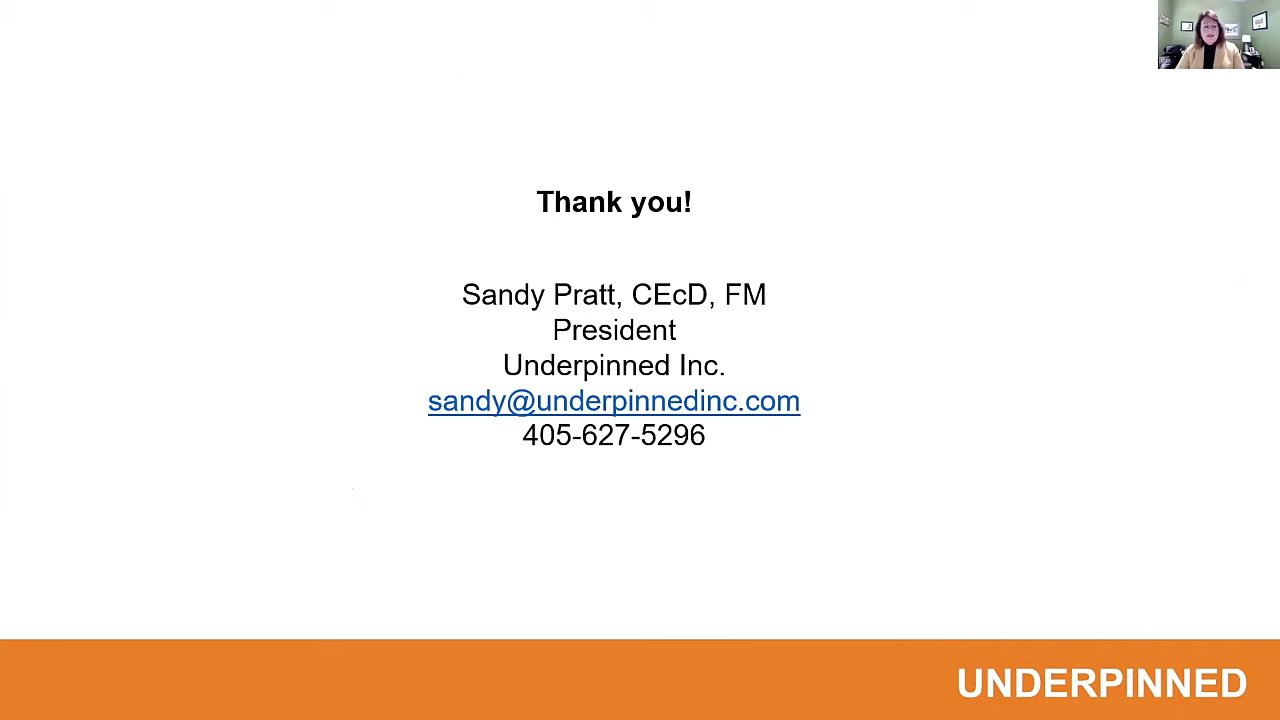 Thank you!
Sandy Pratt, CEcD, FM
President
Underpinned Inc.
sandy@underpinnedinc.com
405-627-5296
UNDERPINNED